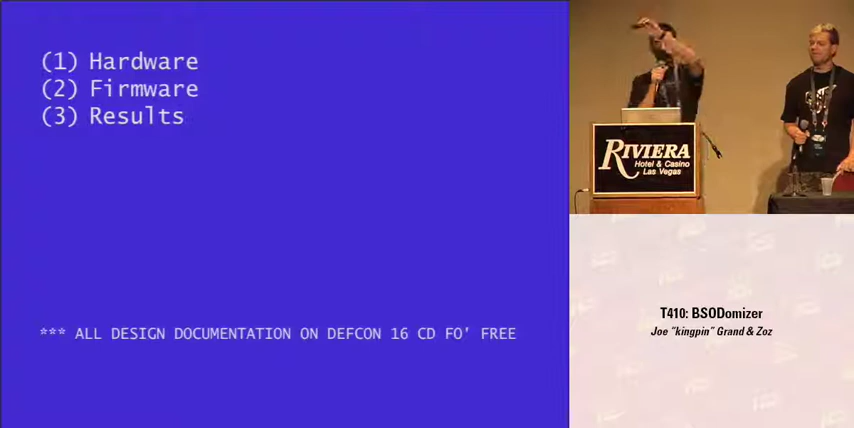 (1) Hardware
(2) Firmware
(3) Results
*** ALL DESIGN DOCUMENTATION ON DEFCON 16 CD FO' FREE
RIVIERA
Hotel & Casino
Las Vegas
T410: BSODomizer
Joe "kingpin" Grand & Zoz